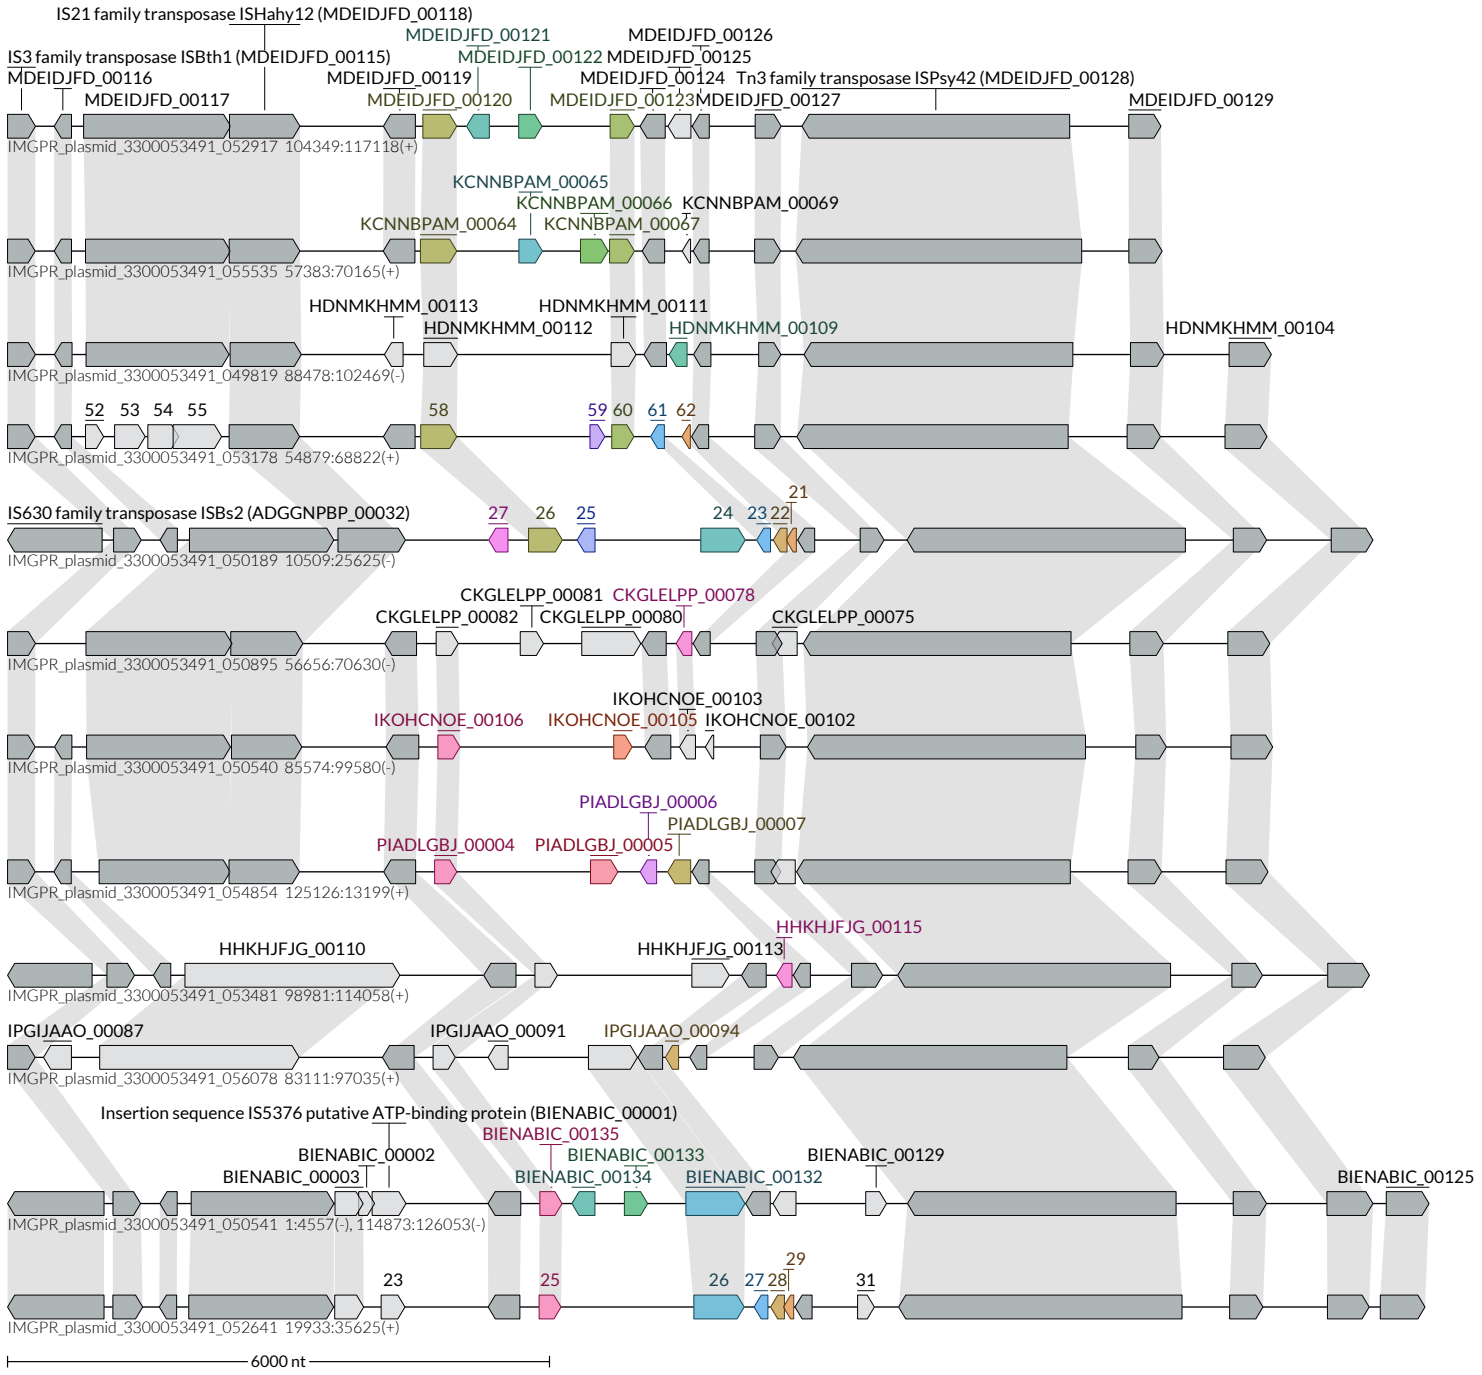 IS21 family transposase ISHahy12 (MDEIDJFD_00118)
MDEIDJFD_00121 MDEIDJFD_00126
IS3 family transposase ISBth1 (MDEIDJFD_00115) MDEIDJFD_00122 MDEIDJFD_00125
MDEIDJFD_00116 MDEIDJFD_00119 MDEIDJFD_00124 Tn3 family transposase ISPsy42 (MDEIDJFD_00128)
MDEIDJFD_00117 MDEIDJFD_00120 MDEIDJFD_00123 MDEIDJFD_00127 MDEIDJFD_00129
IMGPR_plasmid_3300053491_052917 104349:117118(+)
KCNNBPAM_00065
KCNNBPAM_00066 KCNNBPAM_00069
KCNNBPAM_00064 KCNNBPAM_00067
IMGPR_plasmid_3300053491_055535 57383:70165(+)
HDNMKHMM_00113 HDNMKHMM_00111
HDNMKHMM_00112 HDNMKHMM_00109 HDNMKHMM_00104
IMGPR_plasmid_3300053491_049819 88478:102469(-)
52 53 54 55 58 59 60 61 62
IMGPR_plasmid_3300053491_053178 54879:68822(+)
21
IS630 family transposase ISBs2 (ADGGNPBP_00032) 27 26 25 24 23 22
IMGPR_plasmid_3300053491_050189 10509:25625(-)
CKGLELPP_00081 CKGLELPP_00078
CKGLELPP_00082 CKGLELPP_00080 CKGLELPP_00075
IMGPR_plasmid_3300053491_050895 56656:70630(-)
IKOHCNOE_00103
IKOHCNOE_00106 IKOHCNOE_00105 IKOHCNOE_00102
IMGPR_plasmid_3300053491_050540 85574:99580(-)
PIADLGBJ_00006
PIADLGBJ_00007
PIADLGBJ_00004 PIADLGBJ_00005
IMGPR_plasmid_3300053491_054854 125126:13199(+)
HHKHJFJG_00115
HHKHJFJG_00110 HHKHJFJG_00113
IMGPR_plasmid_3300053491_053481 98981:114058(+)
IPGIJAAO_00087 IPGIJAAO_00091 IPGIJAAO_00094
IMGPR_plasmid_3300053491_056078 83111:97035(+)
Insertion sequence IS5376 putative ATP-binding protein (BIENABIC_00001)
BIENABIC_00135
BIENABIC_00002 BIENABIC_00133 BIENABIC_00129
BIENABIC_00003 BIENABIC_00134 BIENABIC_00132 BIENABIC_00125
IMGPR_plasmid_3300053491_050541 1:4557(-), 114873:126053(-)
29
23 25 26 27 28 31
IMGPR_plasmid_3300053491_052641 19933:35625(+)
6000 nt